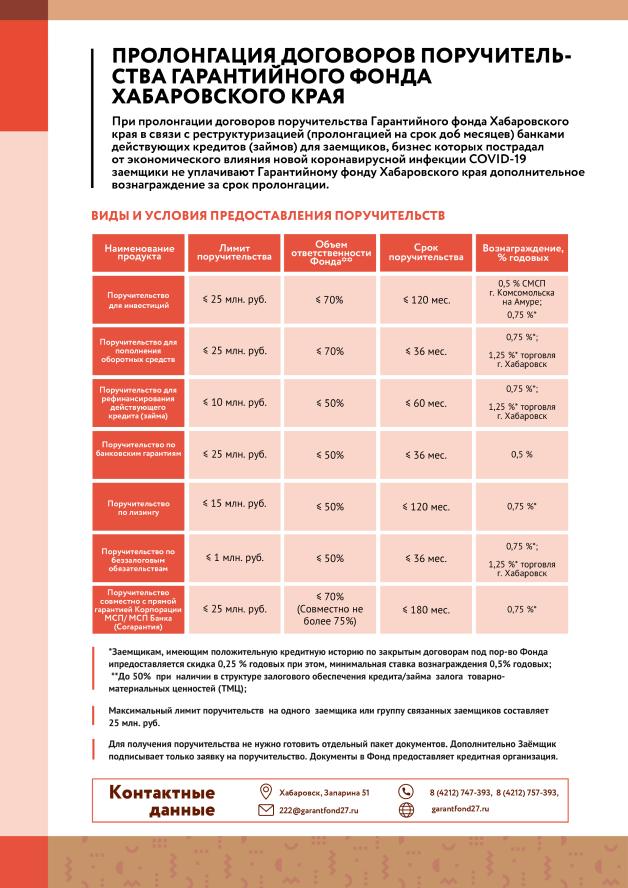 ПРОЛОНГАЦИЯ ДОГОВОРОВ ПОРУЧИТЕЛЬ-
СТВА ГАРАНТИЙНОГО ФОНДА
ХАБАРОВСКОГО КРАЯ
При пролонгации договоров поручительства Гарантийного фонда Хабаровского
края в связи с реструктуризацией (пролонгацией на срок доб месяцев) банками
действующих кредитов (займов) для заемщиков, бизнес которых пострадал
от экономического влияния новой коронавирусной инфекции COVID-19
заемщики не уплачивают Гарантийному фонду Хабаровского края дополнительное
вознаграждение за срок пролонгации.
ВИДЫ И УСЛОВИЯ ПРЕДОСТАВЛЕНИЯ ПОРУЧИТЕЛЬСТВ
Наименование
продукта
Лимит
поручительства
Объем
ответственности
Фонда**
Срок
поручительства
Вознаграждение,
% годовых
Поручительство
для инвестиций
≤ 25 млн. руб.
≤ 70%
≤ 120 мес.
0,5 % СМСП
г. Комсомольска
на Амуре;
0,75 %*
Поручительство для
пополнения
оборотных средств
≤ 25 млн. руб.
≤ 70%
≤ 36 мес.
0,75 %*;
1,25 %* торговля
г. Хабаровск
Поручительство для
рефинансирования
действующего
кредита (займа)
≤ 10 млн. руб.
≤ 50%
≤ 60 мес.
0,75 %*;
1,25 %* торговля
г. Хабаровск
Поручительство по
банковским гарантиям
≤ 25 млн. руб.
≤ 50%
≤ 36 мес.
0,5 %
Поручительство
по лизингу
≤ 15 млн. руб.
≤ 50%
≤ 120 мес.
0,75 %*
Поручительство по
беззалоговым
обязательствам
≤ 1 млн. руб.
≤ 50%
≤ 36 мес.
0,75 %*;
1,25 %* торговля
г. Хабаровск
Поручительство
совместно с прямой
гарантией Корпорации
МСП/ МСП Банка
(Согарантия)
≤ 25 млн. руб.
≤ 70%
(Совместно не
более 75%)
≤ 180 мес.
0,75 %*
*Заемщикам, имеющим положительную кредитную историю по закрытым договорам под пор-во Фонда
ипредоставляется скидка 0,25 % годовых при этом, минимальная ставка вознаграждения 0,5% годовых;
**До 50% при наличии в структуре залогового обеспечения кредита/займа залога товарно-
материальных ценностей (ТМЦ);
Максимальный лимит поручительств на одного заемщика или группу связанных заемщиков составляет
25 млн. руб.
Для получения поручительства не нужно готовить отдельный пакет документов. Дополнительно Заёмщик
подписывает только заявку на поручительство. Документы в Фонд предоставляет кредитная организация.
Контактные
данные
Хабаровск, Запарина 51
222@garantfond27.ru
8 (4212) 747-393, 8 (4212) 757-393,
garantfond27.ru